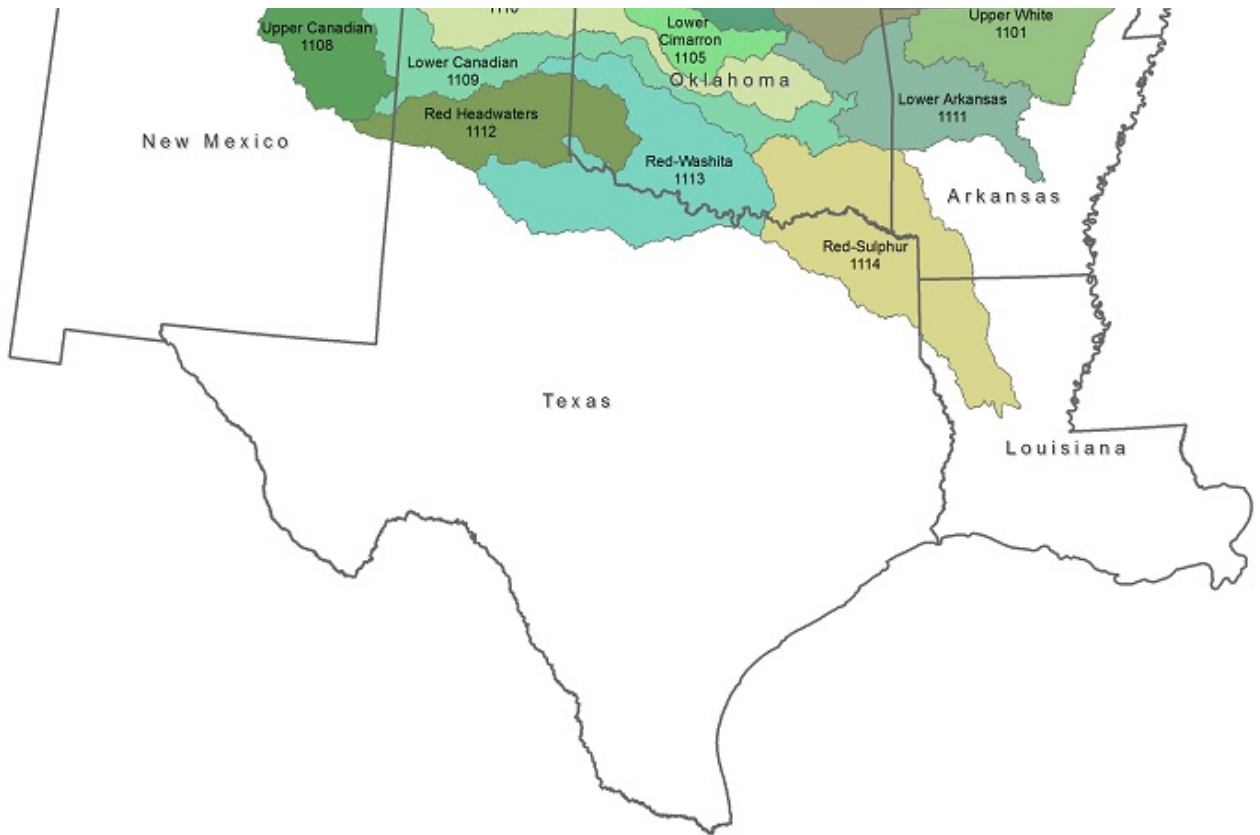 1110
Upper Canadian
1108
Lower
Cimarron
1105
Upper White
1101
Lower Canadian
1109
Oklahoma
Red Headwaters
1112
Lower Arkansas
1111
New Mexico
Red-Washita
1113
Arkansas
Red-Sulphur
1114
Texas
Louisiana